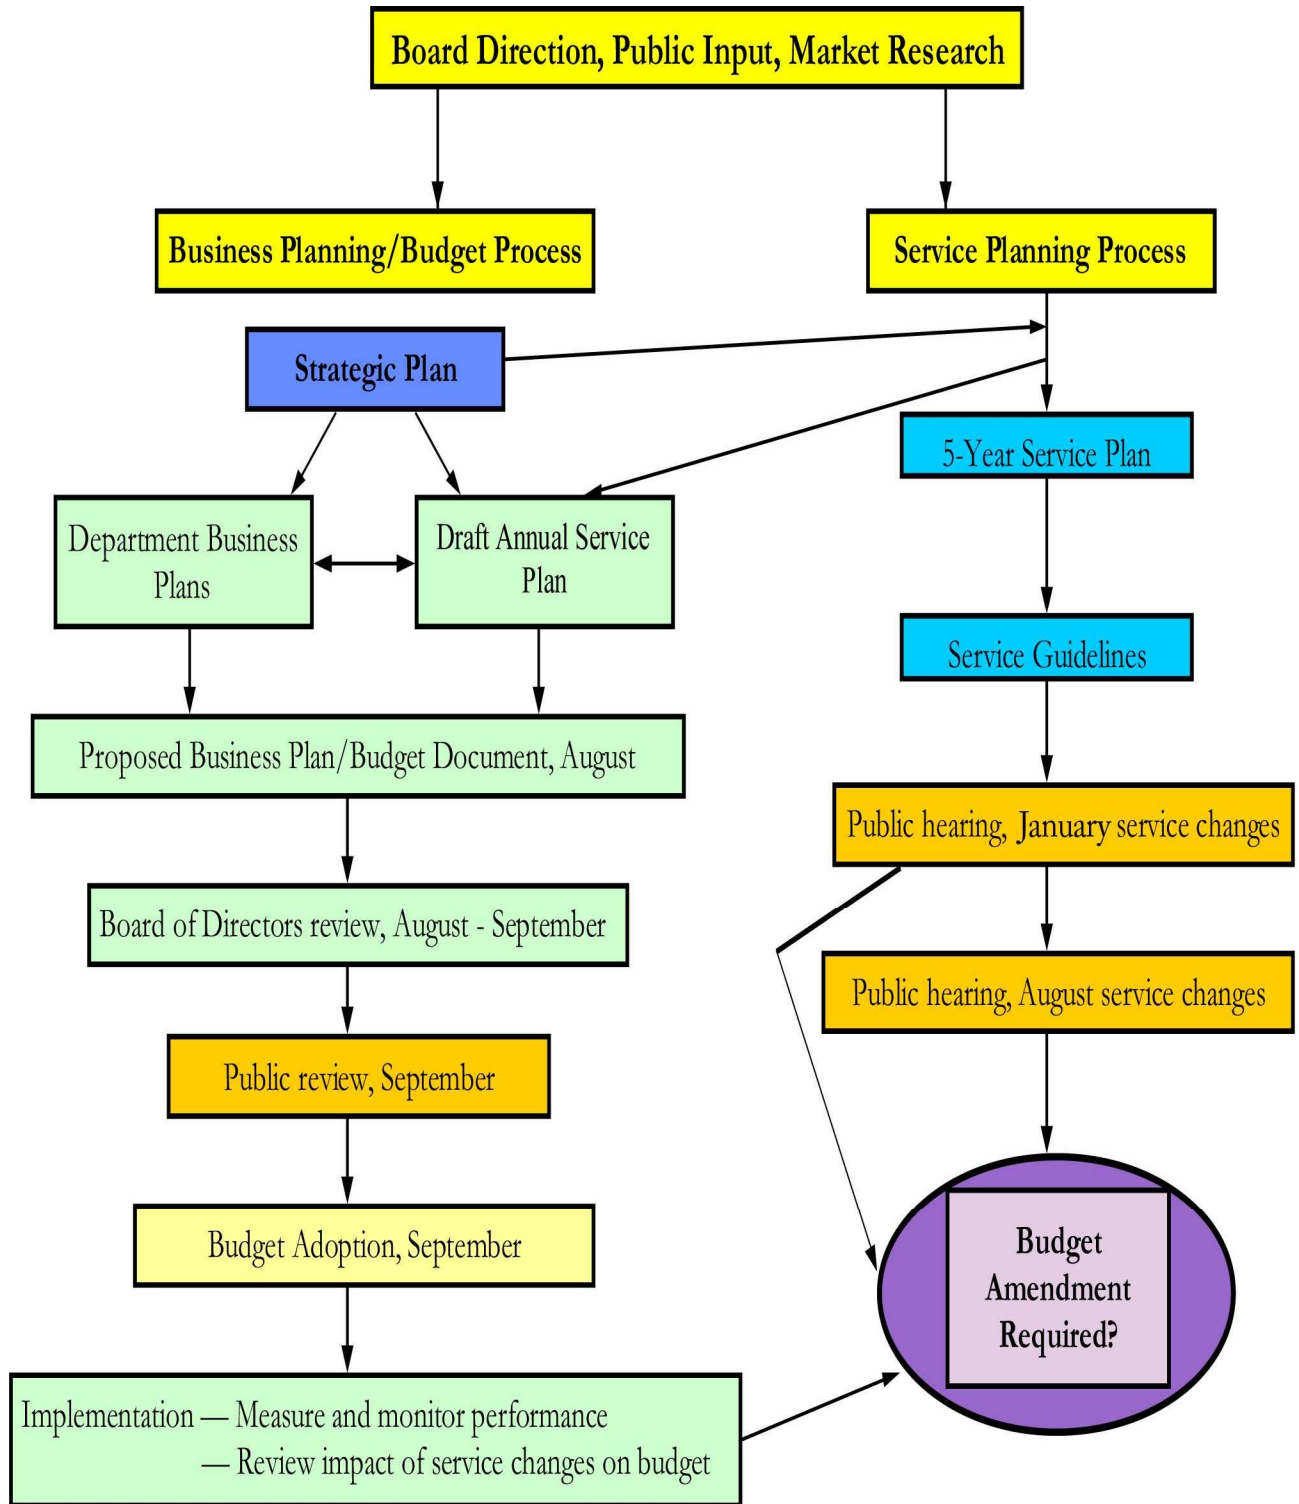 Board Direction, Public Input, Market Research
Business Planning/Budget Process
Service Planning Process
Strategic Plan
5-Year Service Plan
Department Business
Plans
Draft Annual Service
Plan
Service Guidelines
Proposed Business Plan/Budget Document, August
Public hearing, January service changes
Board of Directors review, August - September
Public hearing, August service changes
Public review, September
Budget Adoption, September
Budget
Amendment
Required?
Implementation — Measure and monitor performance
— Review impact of service changes on budget